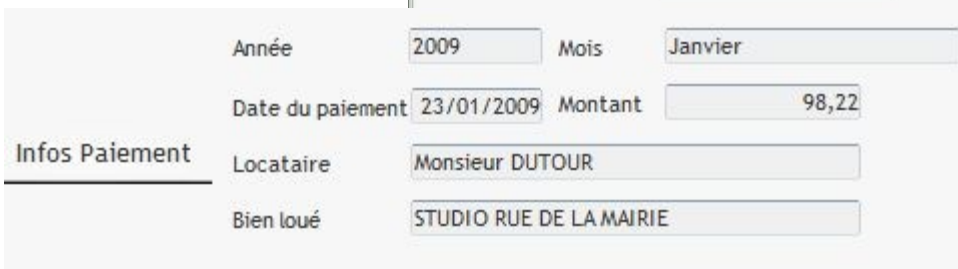 Année 2009 Mois Janvier
Date du paiement 23/01/2009 Montant 98,22
Infos Paiement
Locataire Monsieur DUTOUR
Bien loué STUDIO RUE DE LA MAIRIE